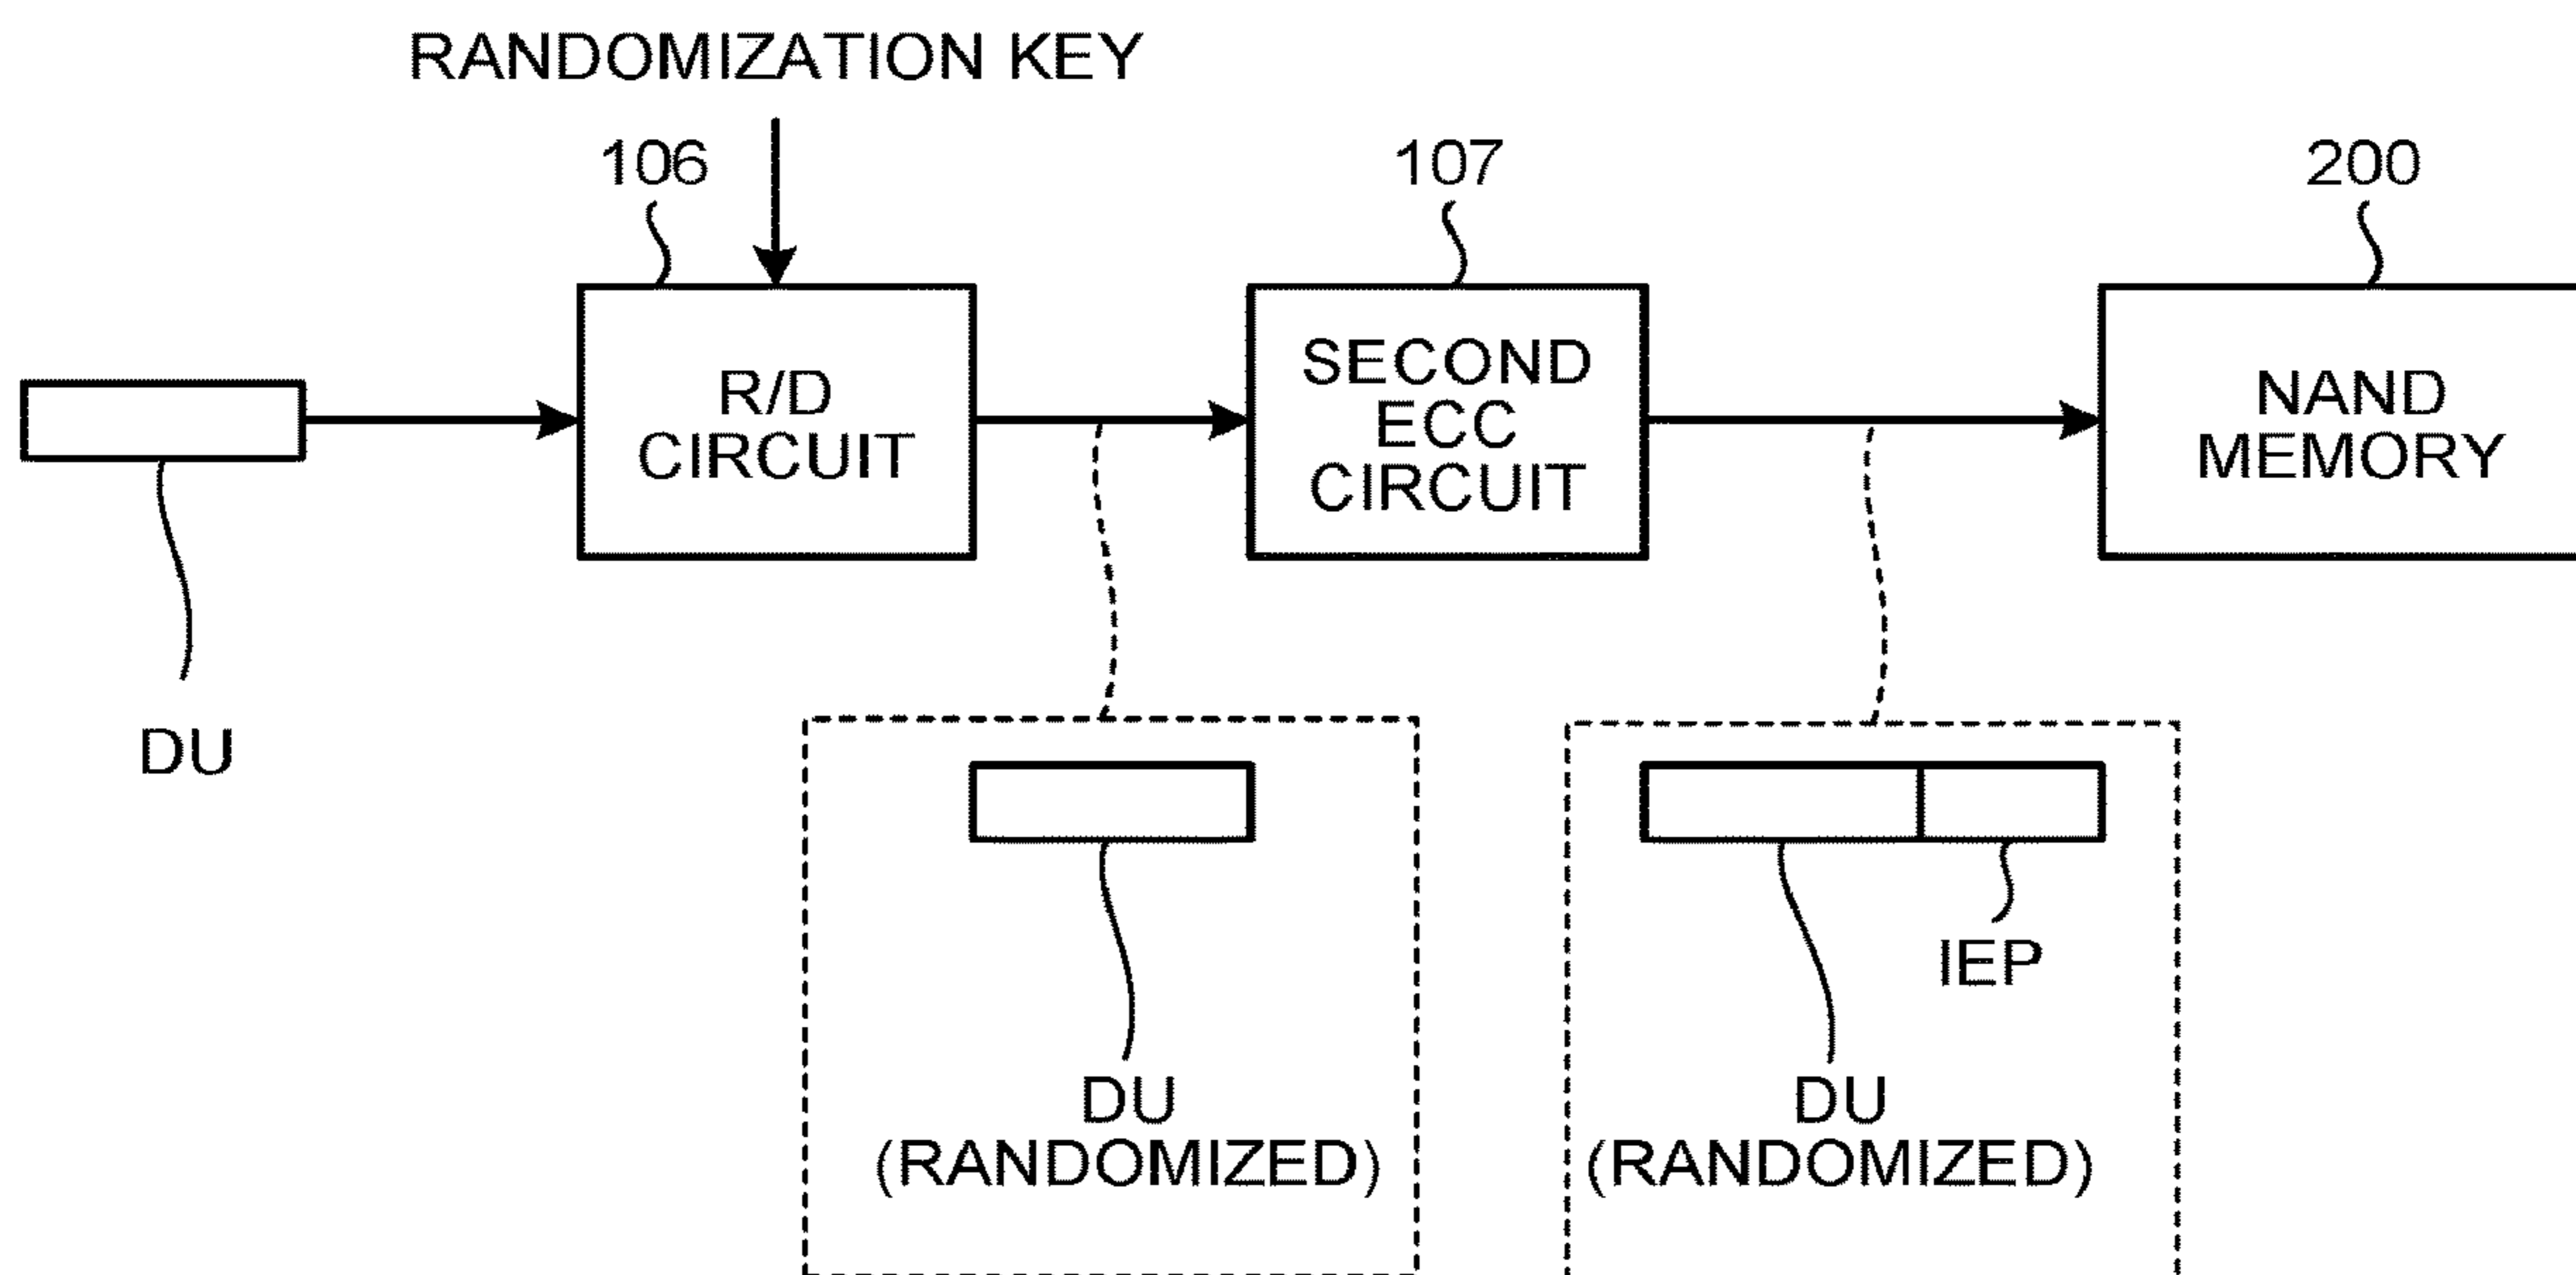 RANDOMIZATION KEY
106
107
200
R/D
CIRCUIT
SECOND
ECC
CIRCUIT
NAND
MEMORY
DU
IEP
DU
(RANDOMIZED)
DU
(RANDOMIZED)